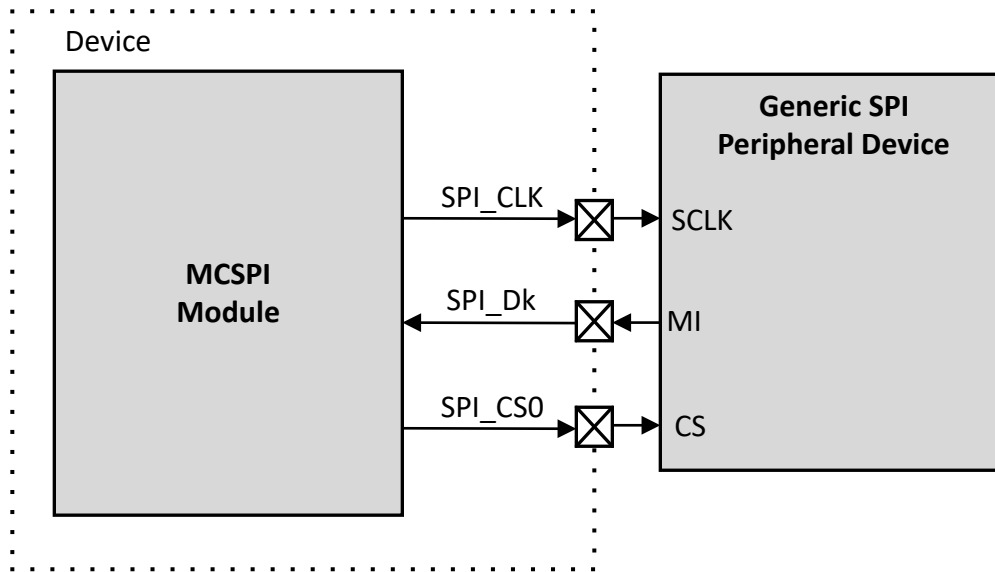 Device
Generic SPI
Peripheral Device
SPI_CLK
SCLK
MCSPI
Module
SPI_Dk
MI
SPI_CS0
CS